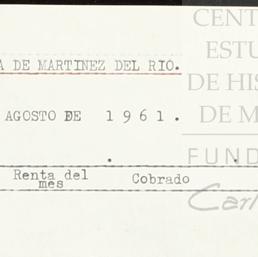 CENT
ESTU
A DE MARTINEZ DEL RIO.
DE HIS
AGOSTO DE 1961.
DE M
FUND
Renta del
mes
Cobrado
Carl